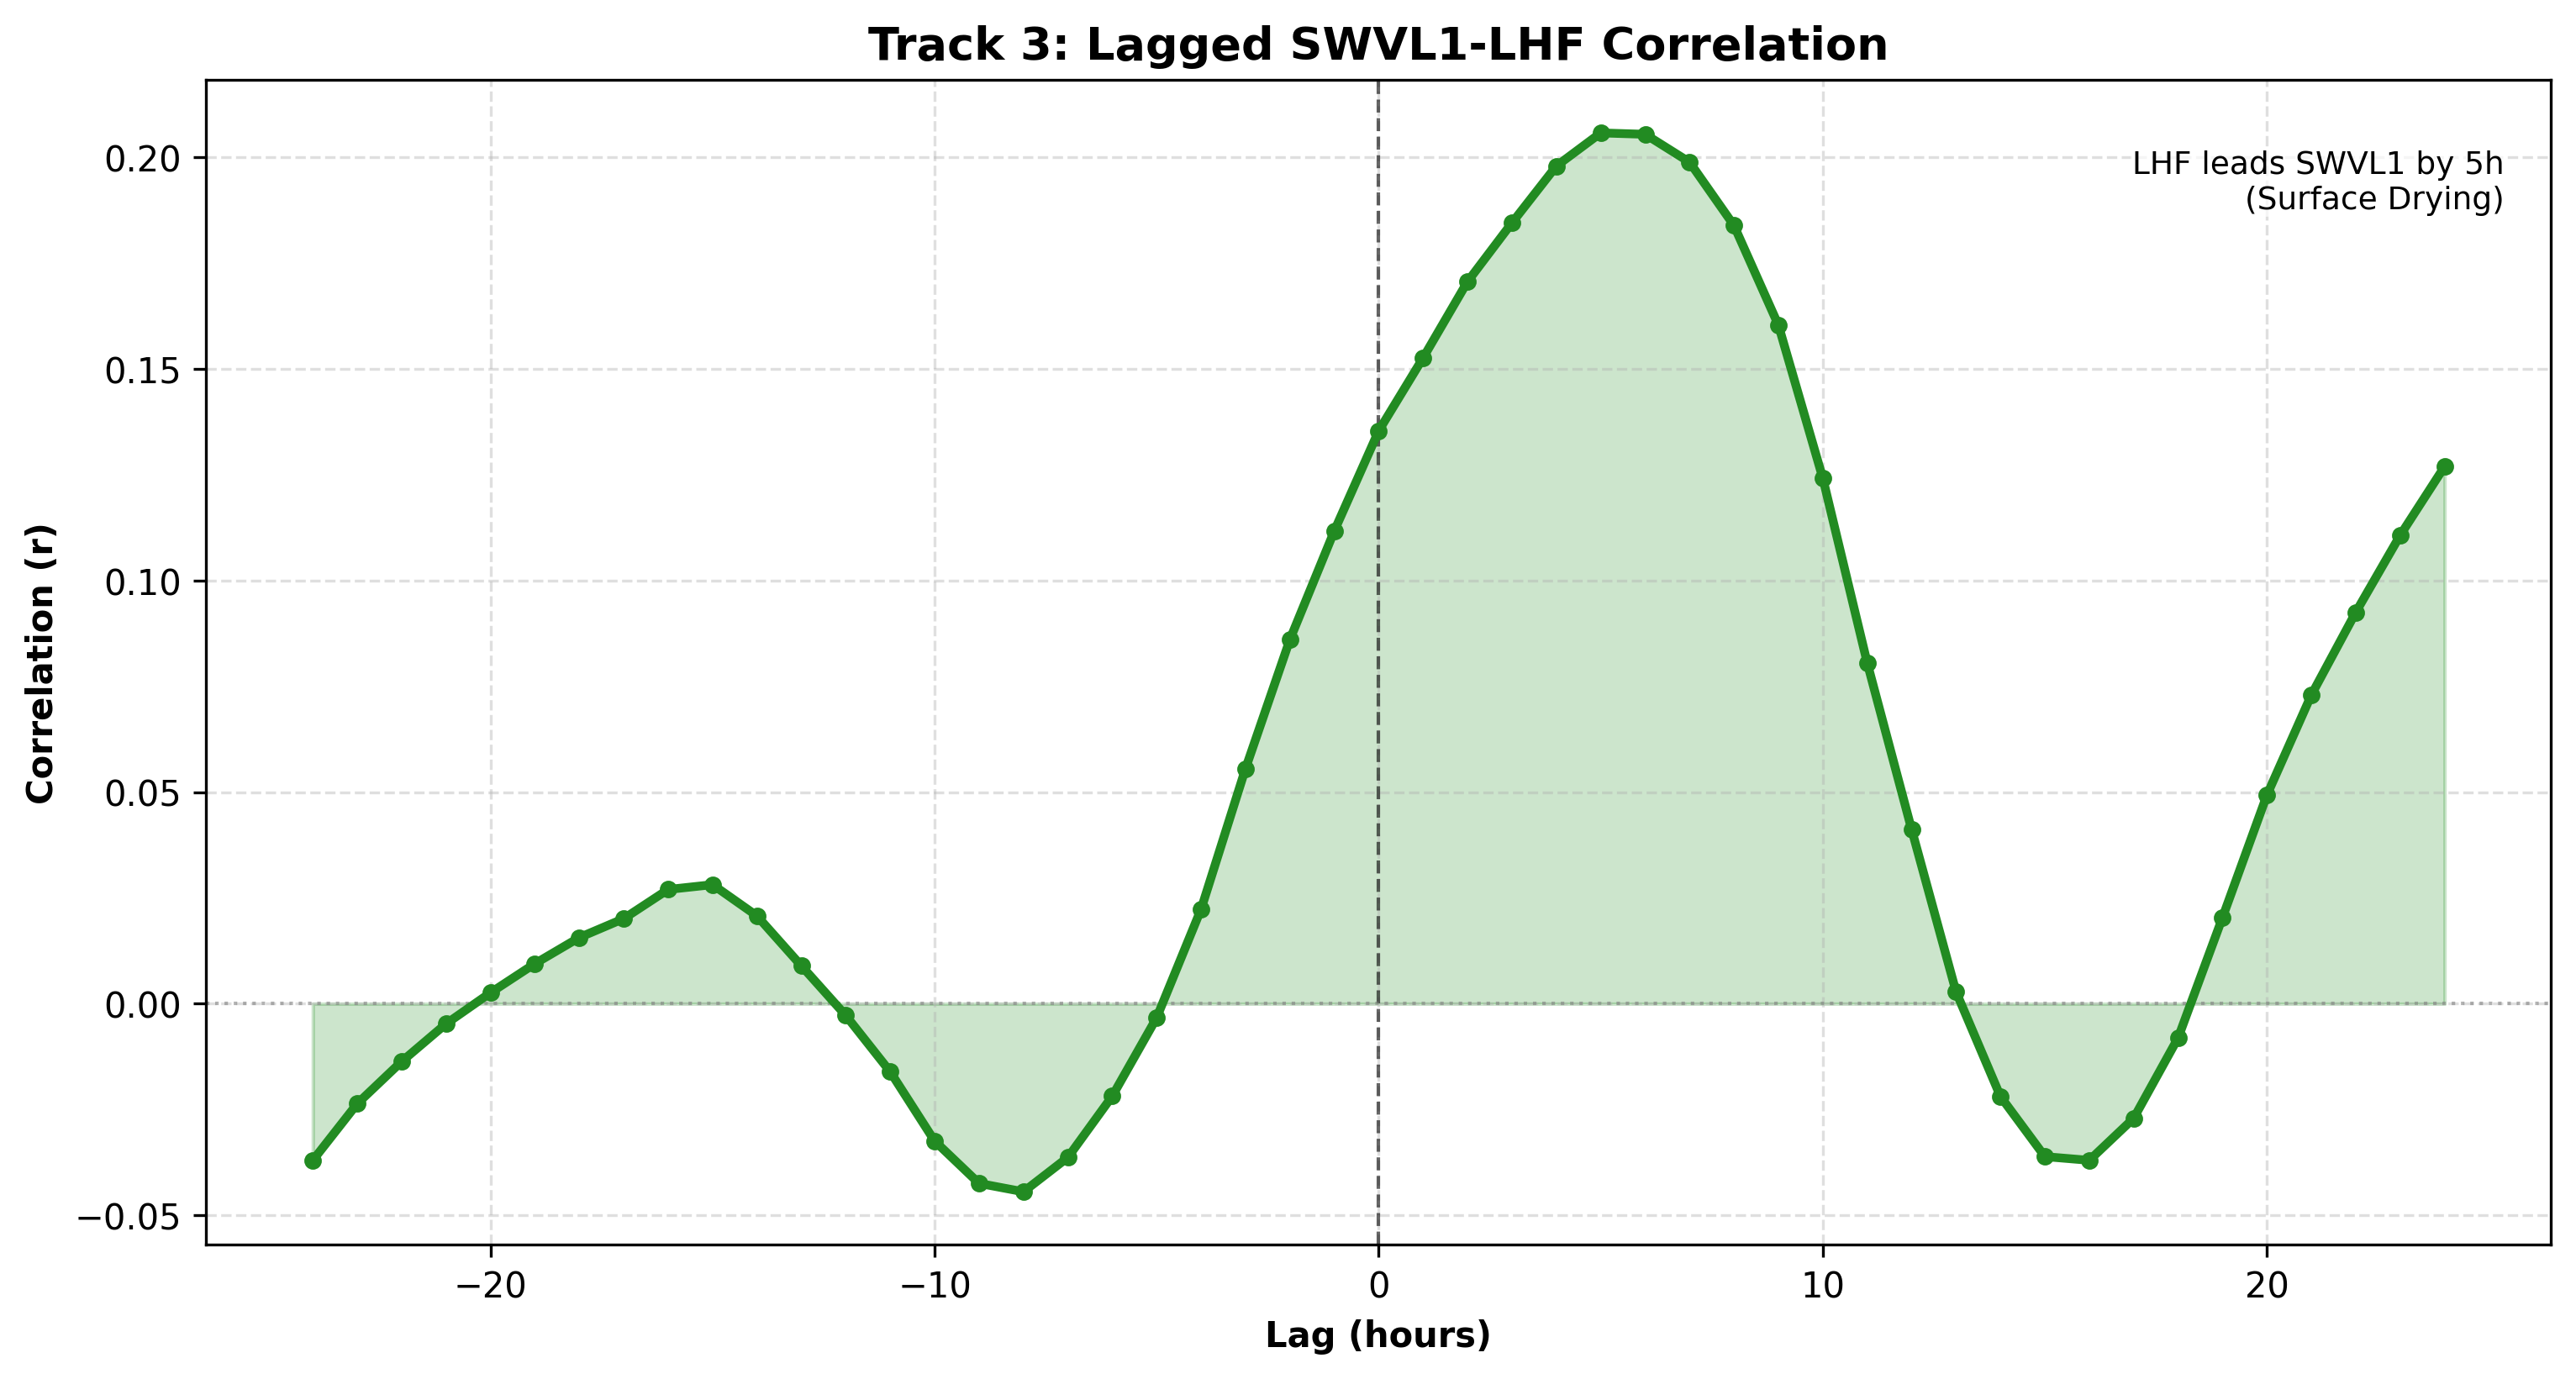 Track 3: Lagged SWVL1-LHF Correlation
LHF leads SWVL1 by 5h
(Surface Drying)
Correlation (r)
0.20
0.15
0.10
0.05
0.00
−0.05
−20
−10
0
10
20
Lag (hours)